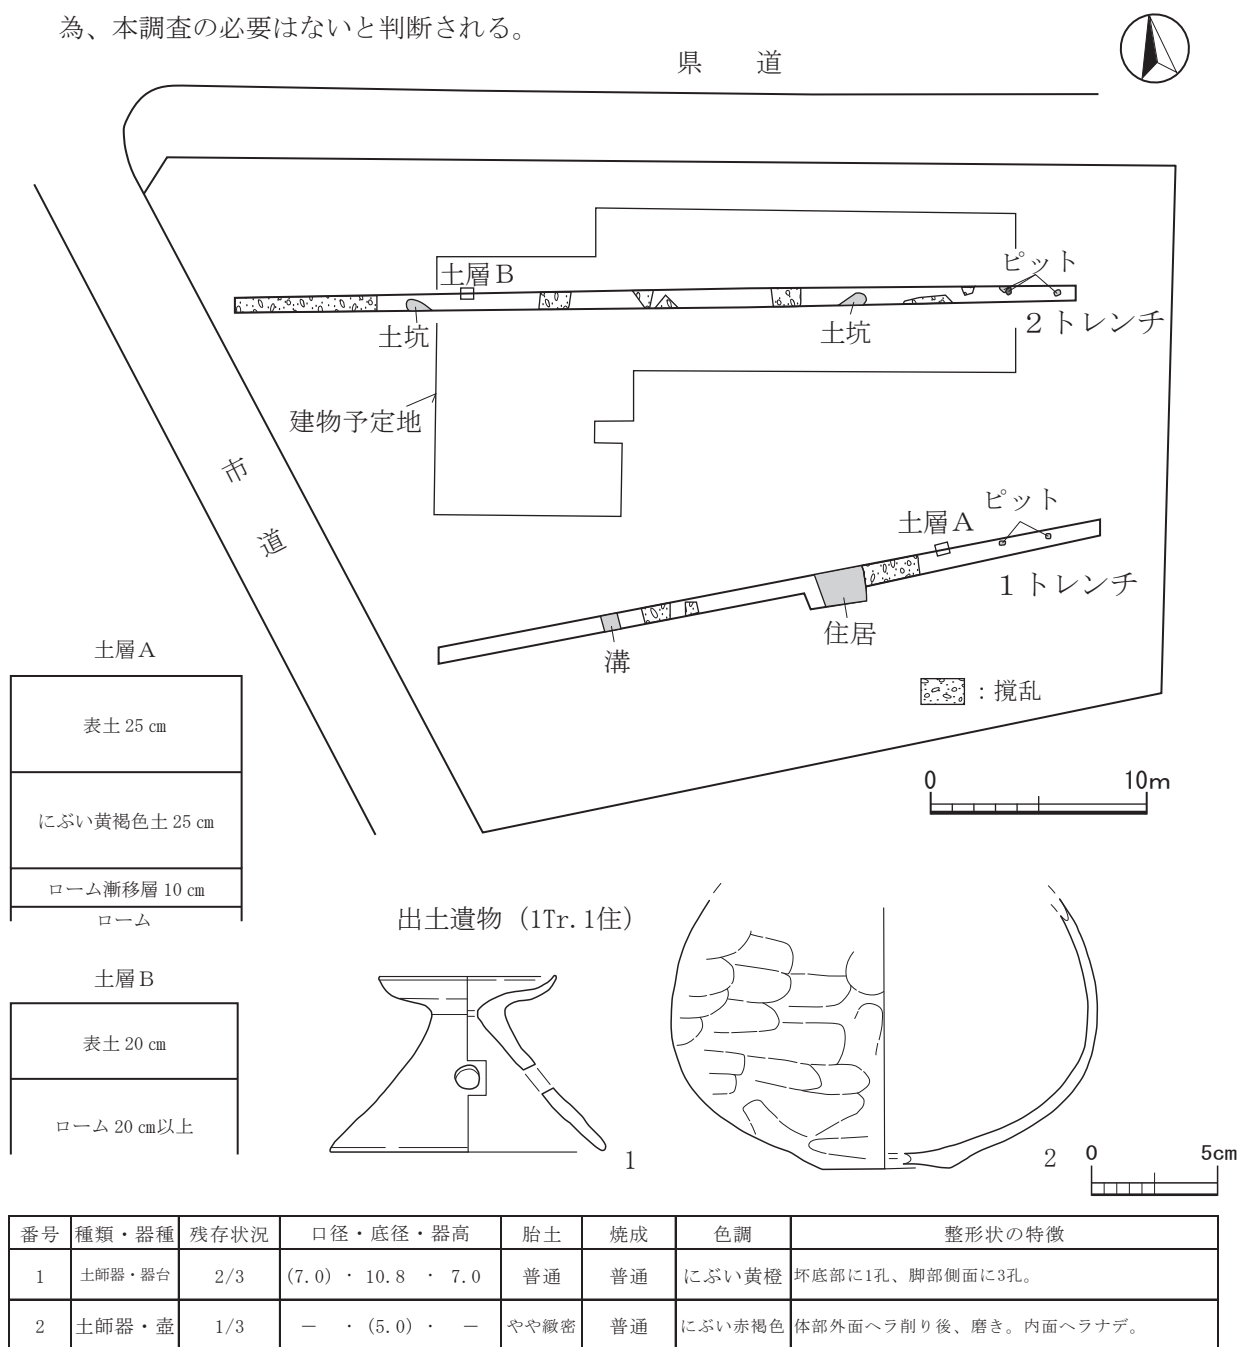 為、本調査の必要はないと判断される。
県　道
土層B
ピット
土坑
土坑
2トレンチ
建物予定地
市道
ピット
土層A
1トレンチ
住居
溝
：撹乱
0 10m
土層A
表土 25 ㎝
にぶい黄褐色土 25 ㎝
ローム漸移層 10 ㎝
ローム
土層B
表土 20 ㎝
ローム 20 ㎝以上
出土遺物（1Tr.1住）
1
2
0 5cm
番号 種類・器種 残存状況 口径・底径・器高 胎土 焼成 色調 整形状の特徴
1 土師器・器台 2/3 (7.0) ・ 10.8 ・ 7.0 普通 普通 にぶい黄橙 坏底部に1孔、脚部側面に3孔。
2 土師器・壺 1/3 － ・ (5.0) ・ － やや緻密 普通 にぶい赤褐色 体部外面ヘラ削り後、磨き。内面ヘラナデ。